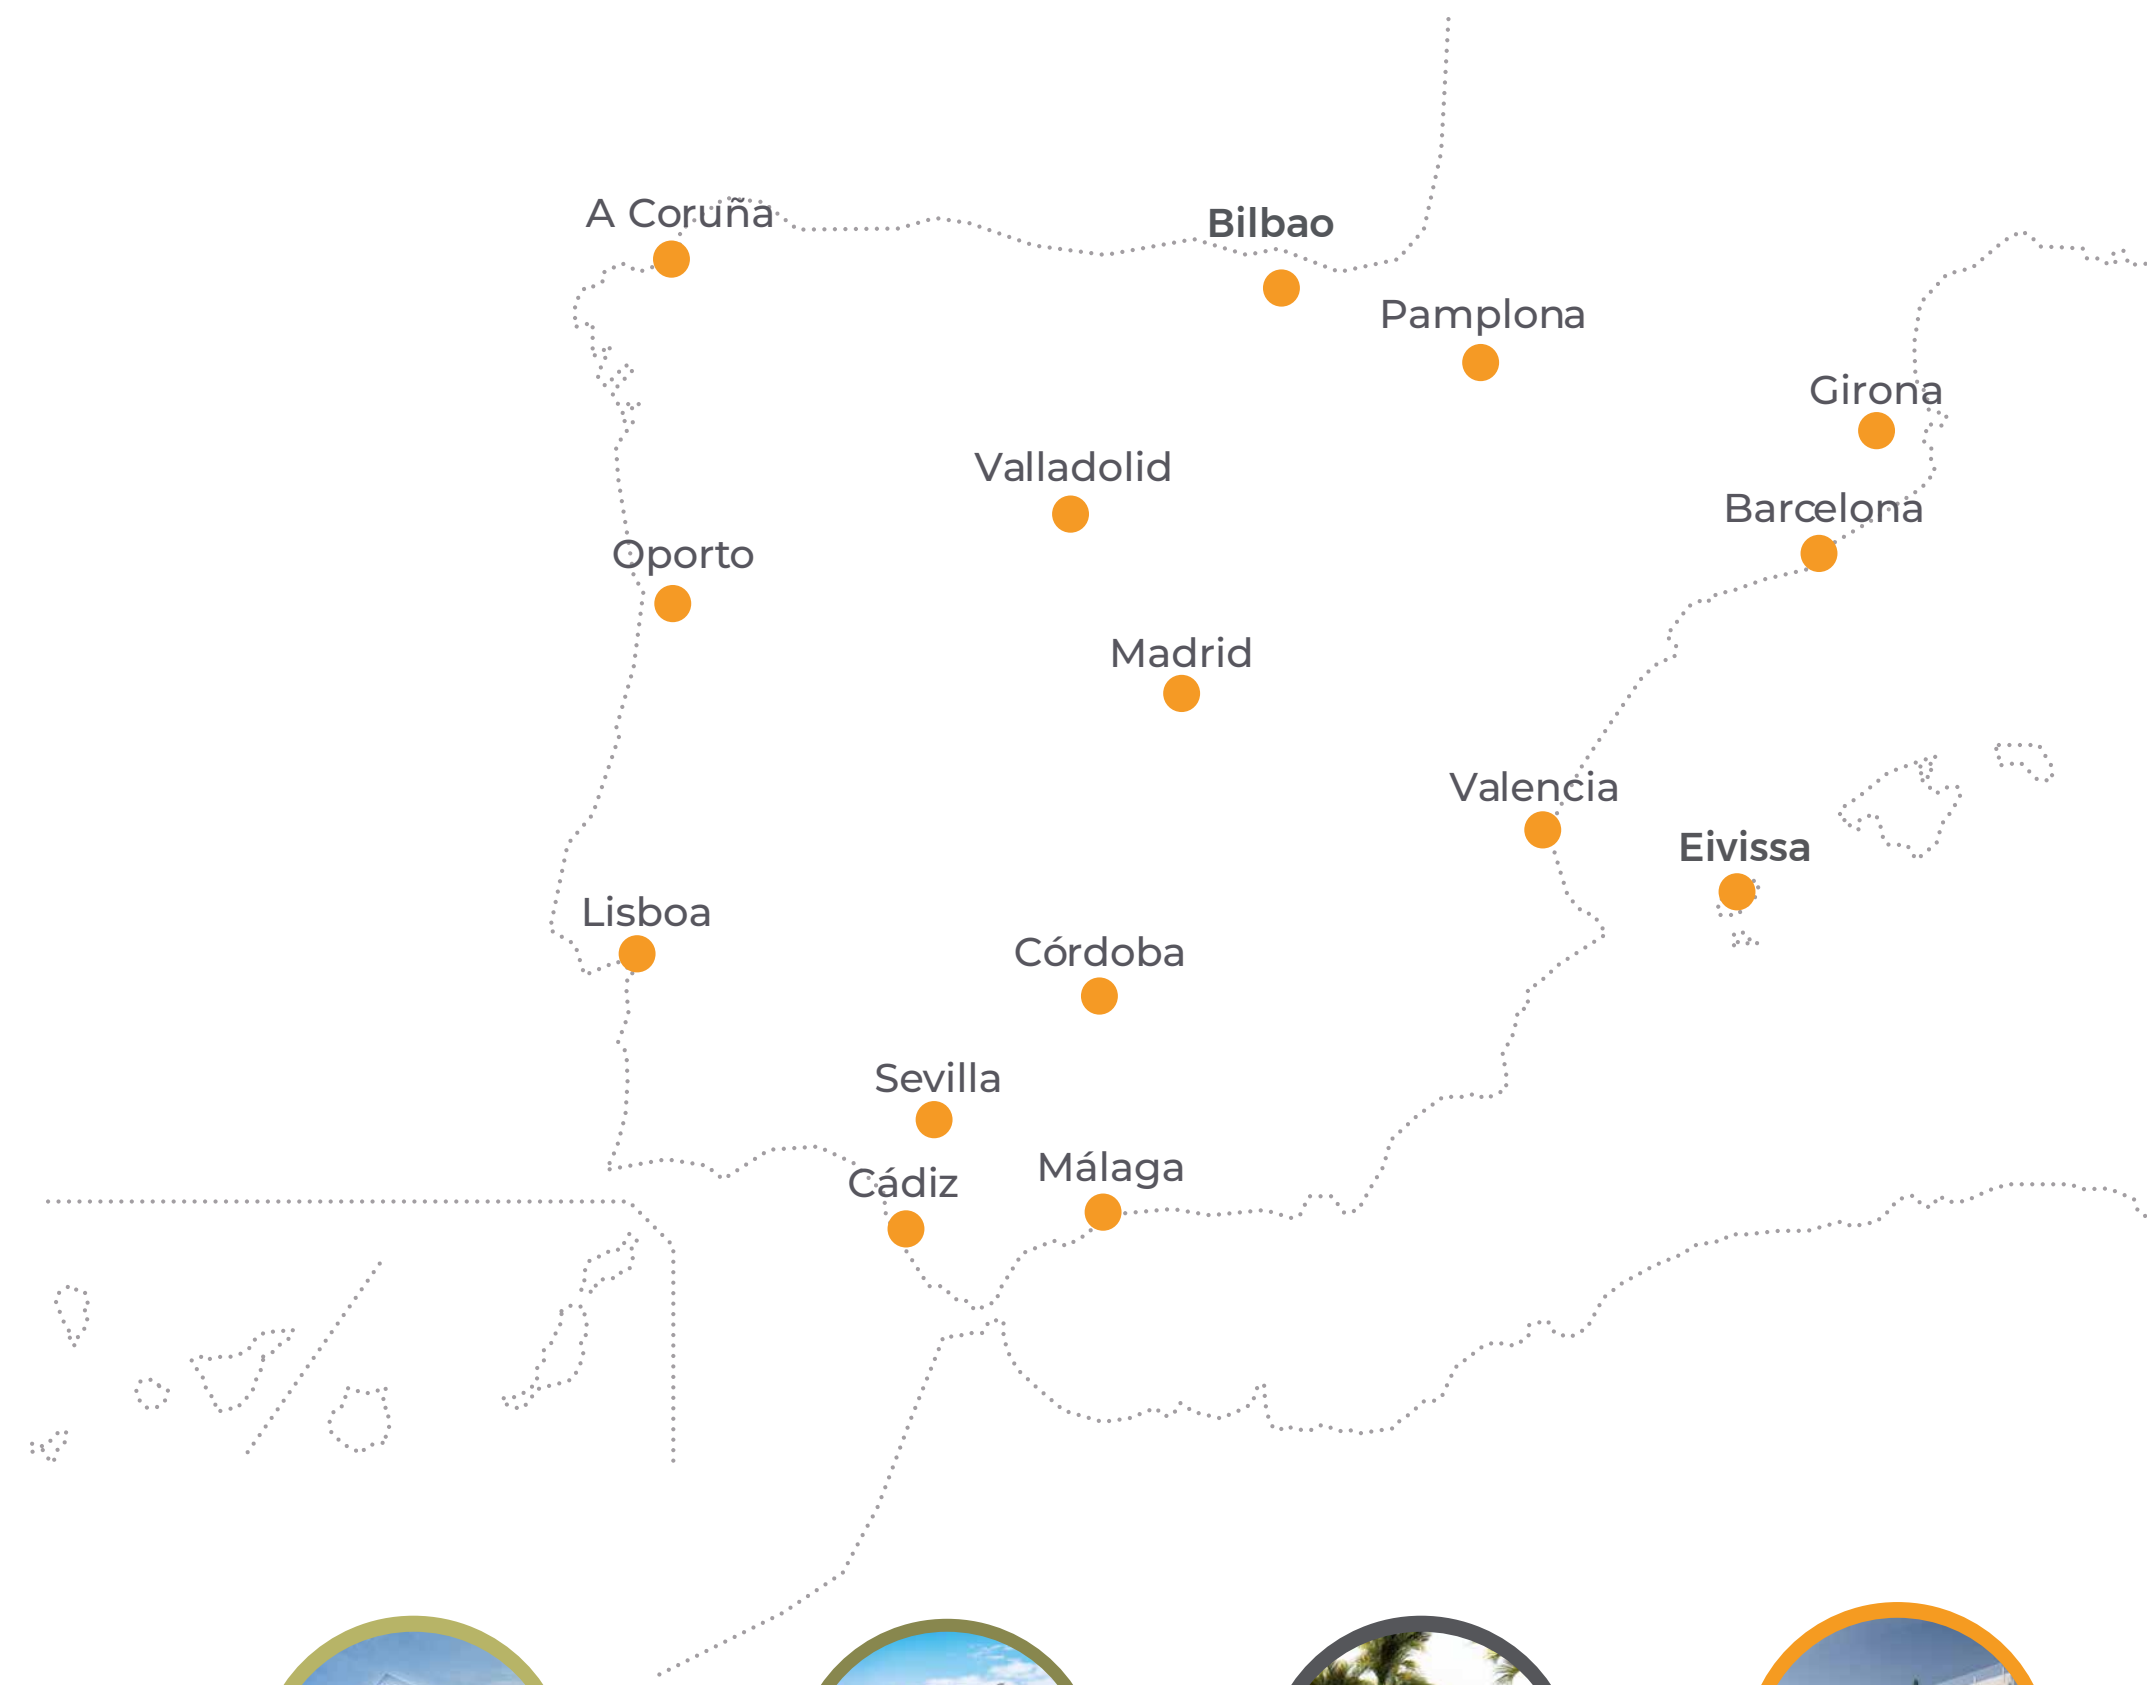 A Coruña
Bilbao
Pamplona
Girona
Valladolid
Barcelona
Oporto
Madrid
Valencia
Eivissa
Lisboa
Córdoba
Sevilla
Málaga
Cádiz